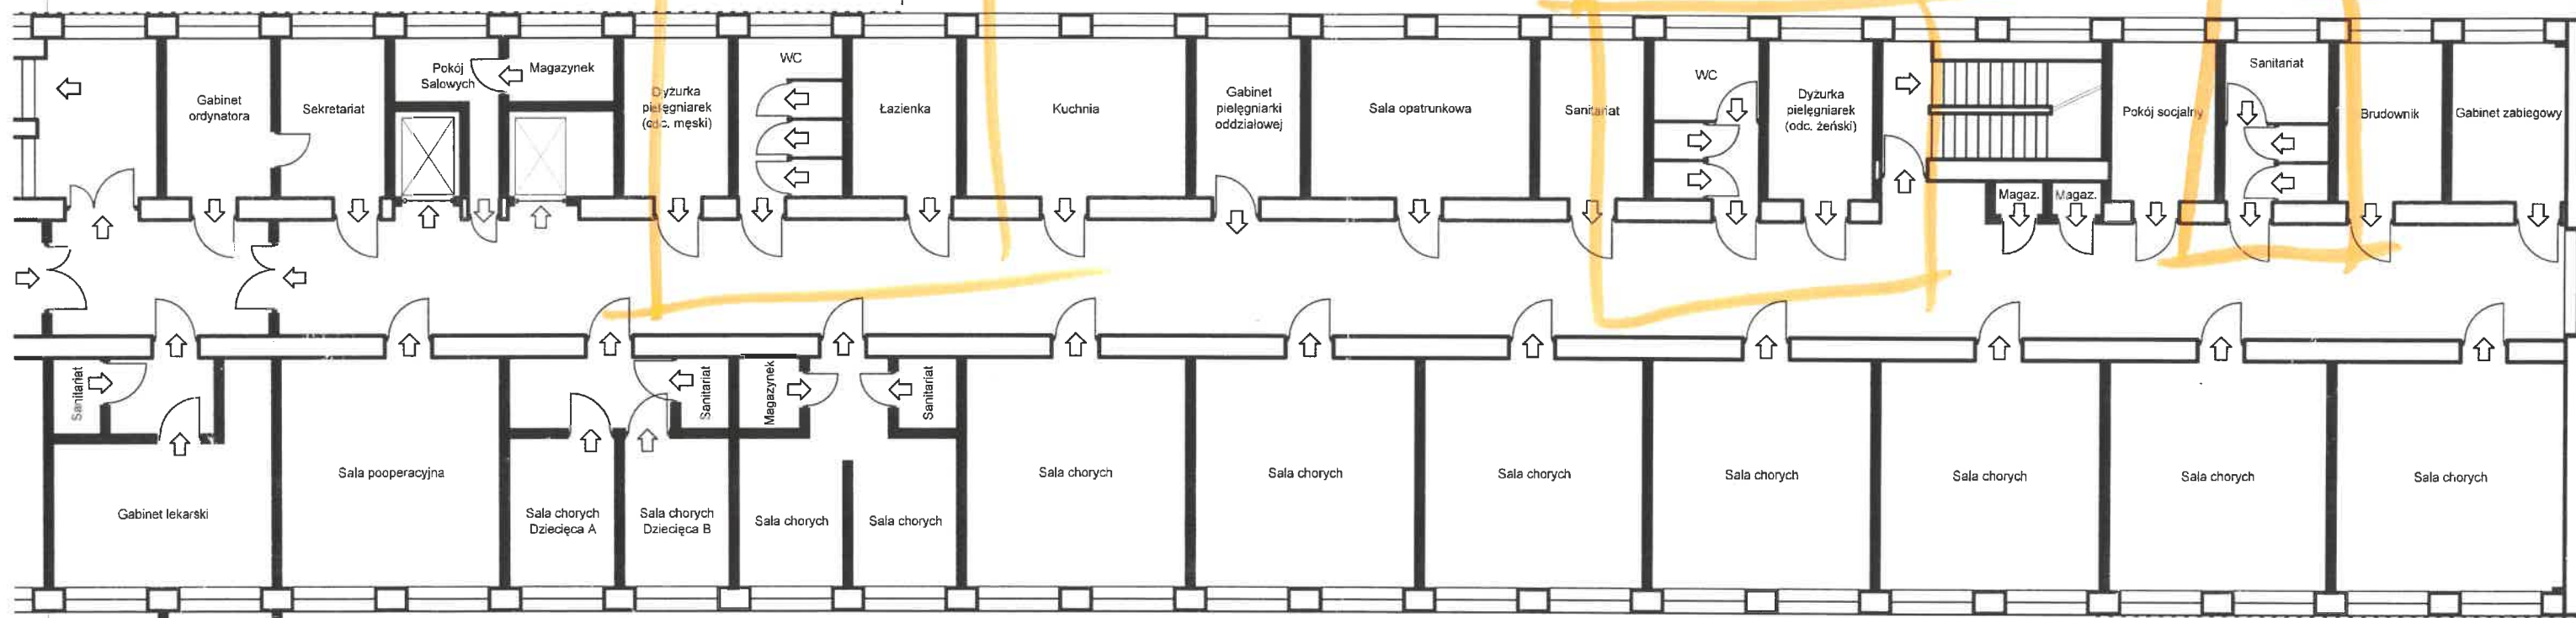 Gabinet
ordynatora
Sekretariat
Pokój
Salowych
Magazynek
Dyżurka
pielęgniarek
(odc. męski)
WC
Łazienka
Kuchnia
Gabinet
pielęgniarki
oddziałowej
Sala opatrunkowa
Sanitariat
WC
Dyżurka
pielęgniarek
(odc. żeński)
Magaz.
Magaz.
Pokój socjalny
Sanitariat
Brudownik
Gabinet zabiegowy
Sanitariat
Gabinet lekarski
Sala pooperacyjna
Sala chorych
Dziecięca A
Sala chorych
Dziecięca B
Sanitariat
Magazynek
Sanitariat
Sala chorych
Sala chorych
Sala chorych
Sala chorych
Sala chorych
Sala chorych
Sala chorych
Sala chorych
Sala chorych